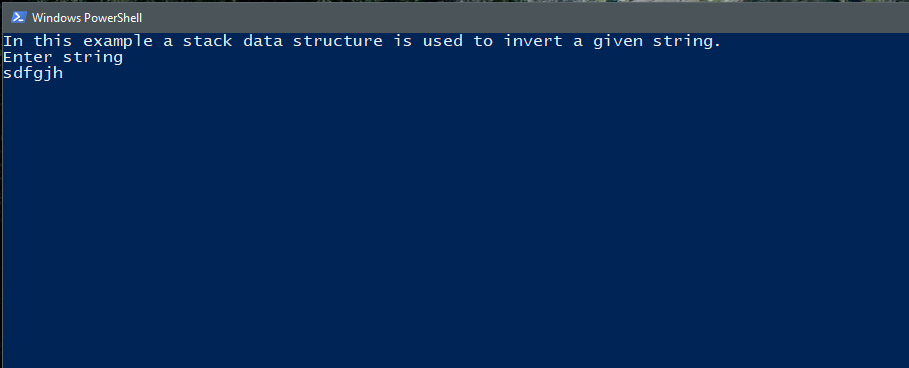 Windows PowerShell
In this example a stack data structure is used to invert a given string.
Enter string
sdfgjh